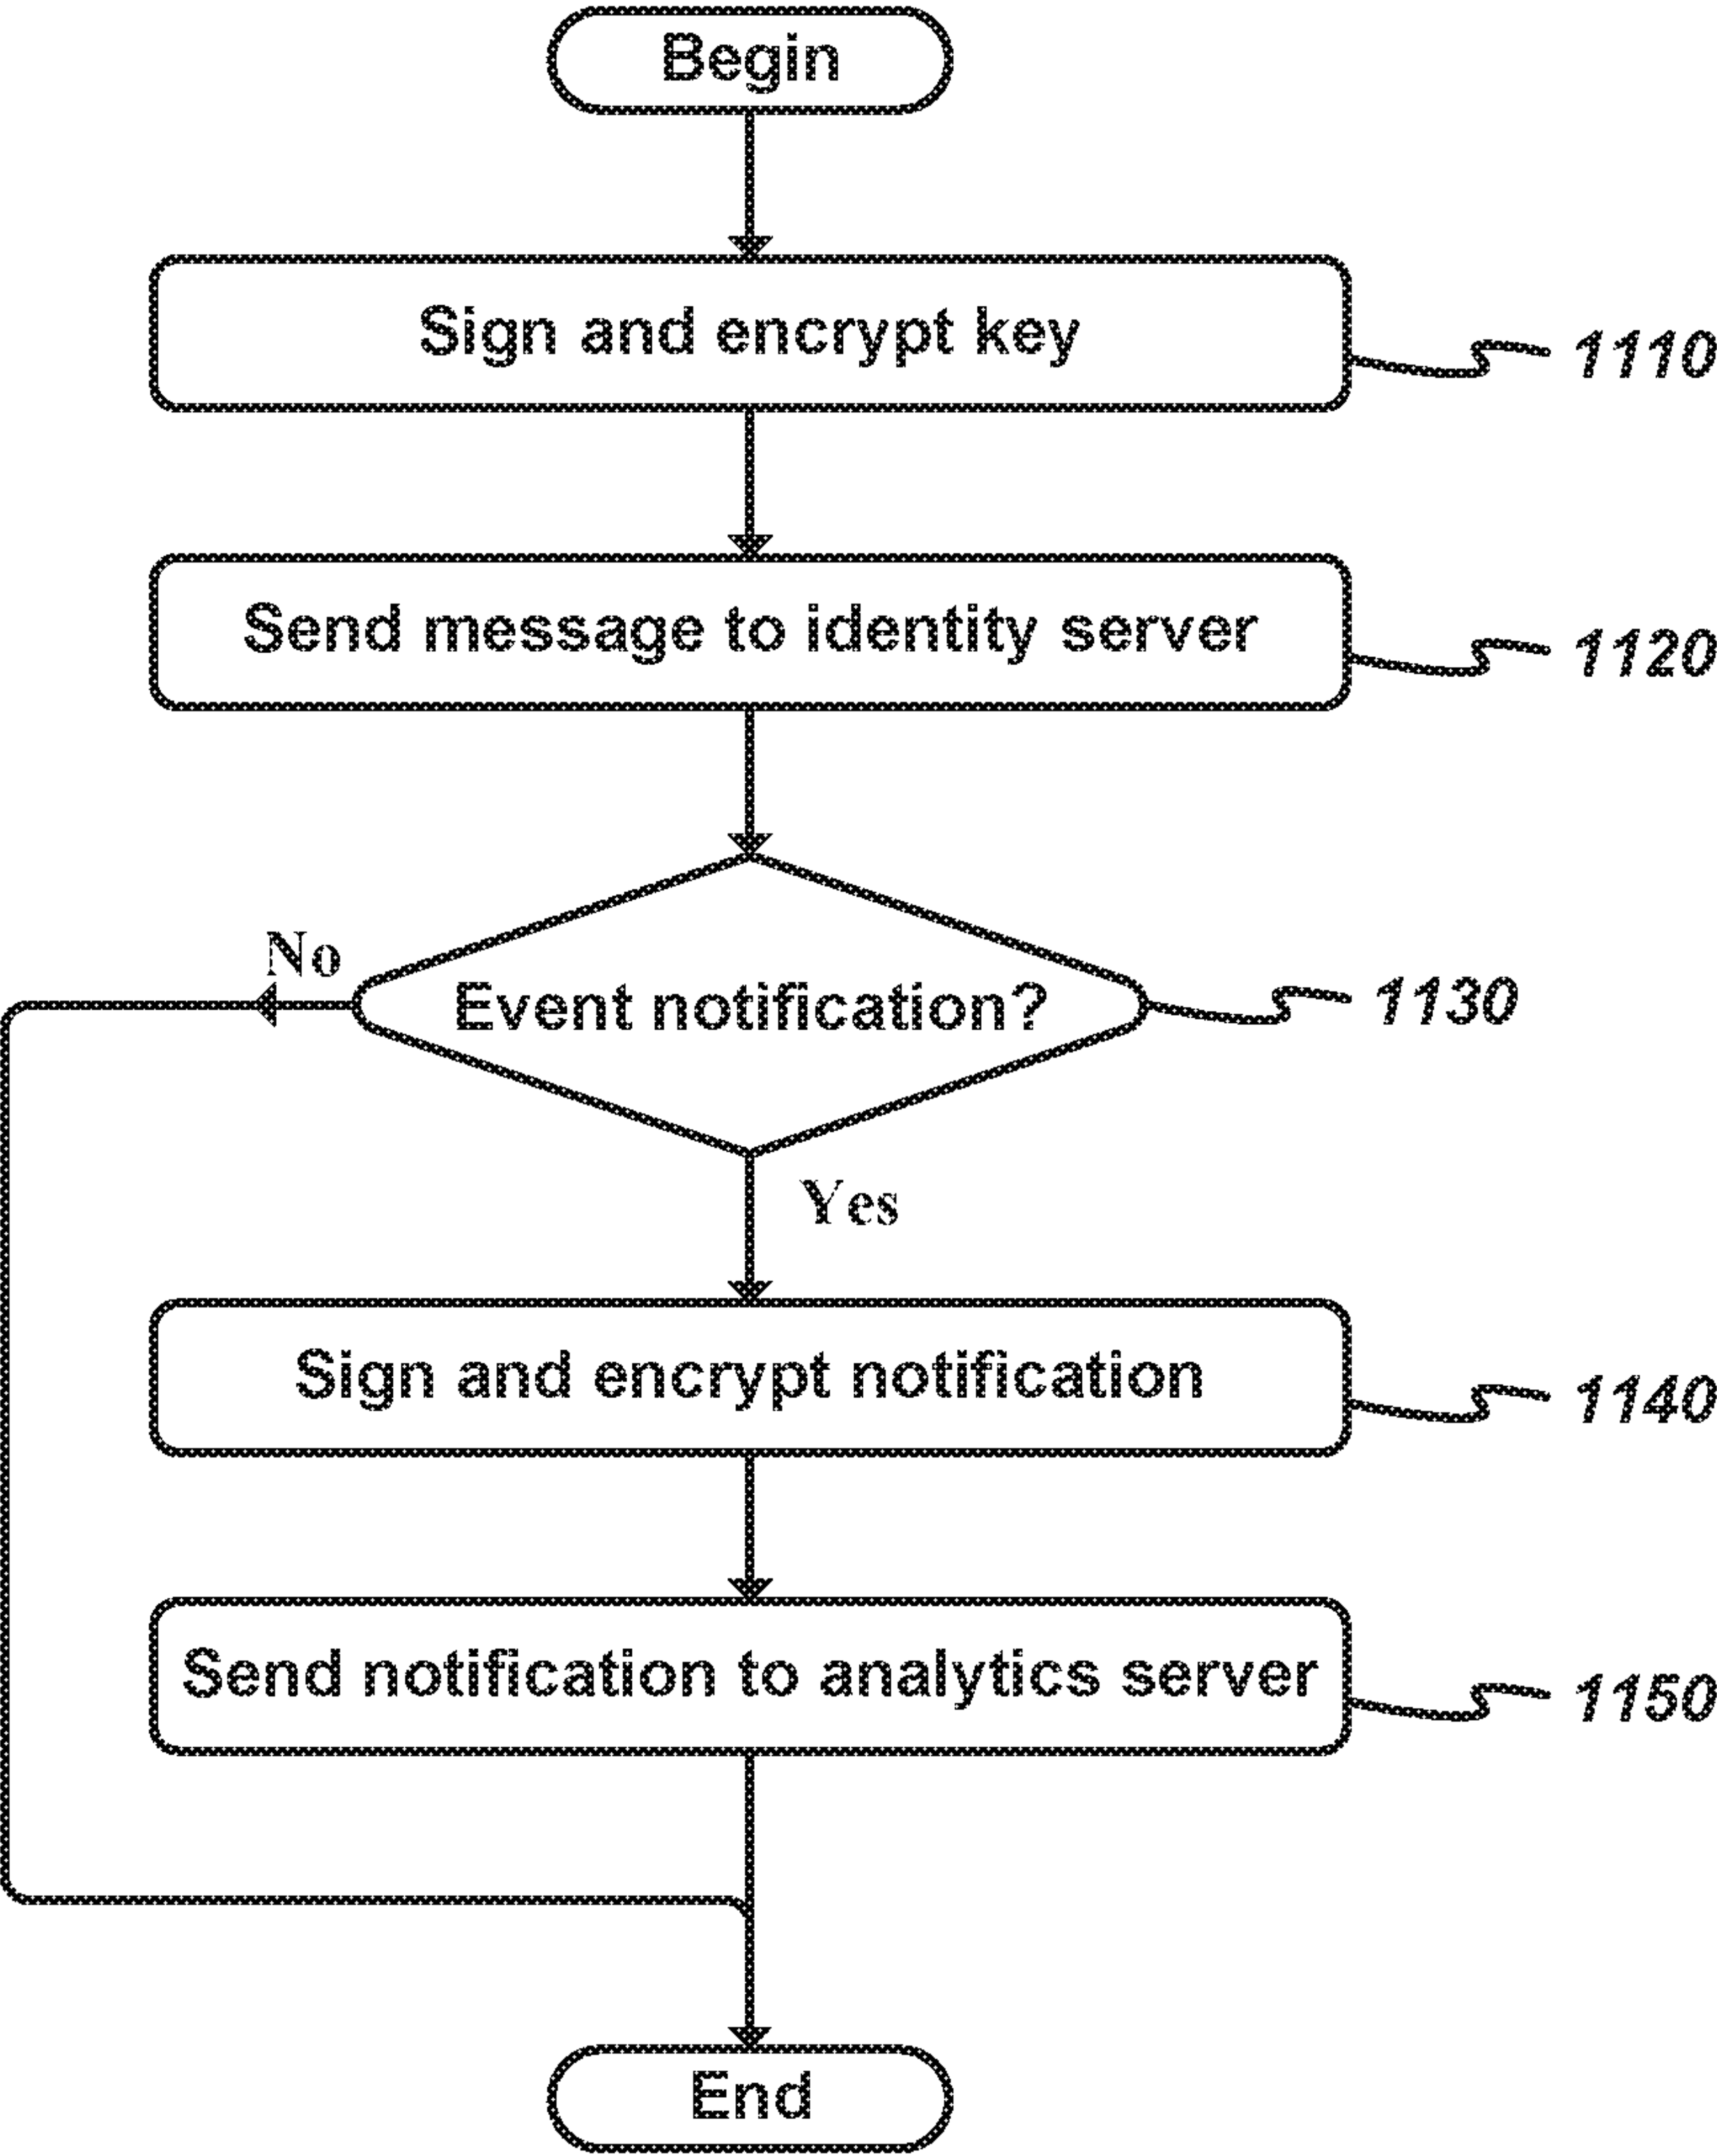 Begin
Sign and encrypt key
1110
Send message to identity server
1120
No
Event notification?
1130
Yes
Sign and encrypt notification
1140
Send notification to analytics server
1150
End